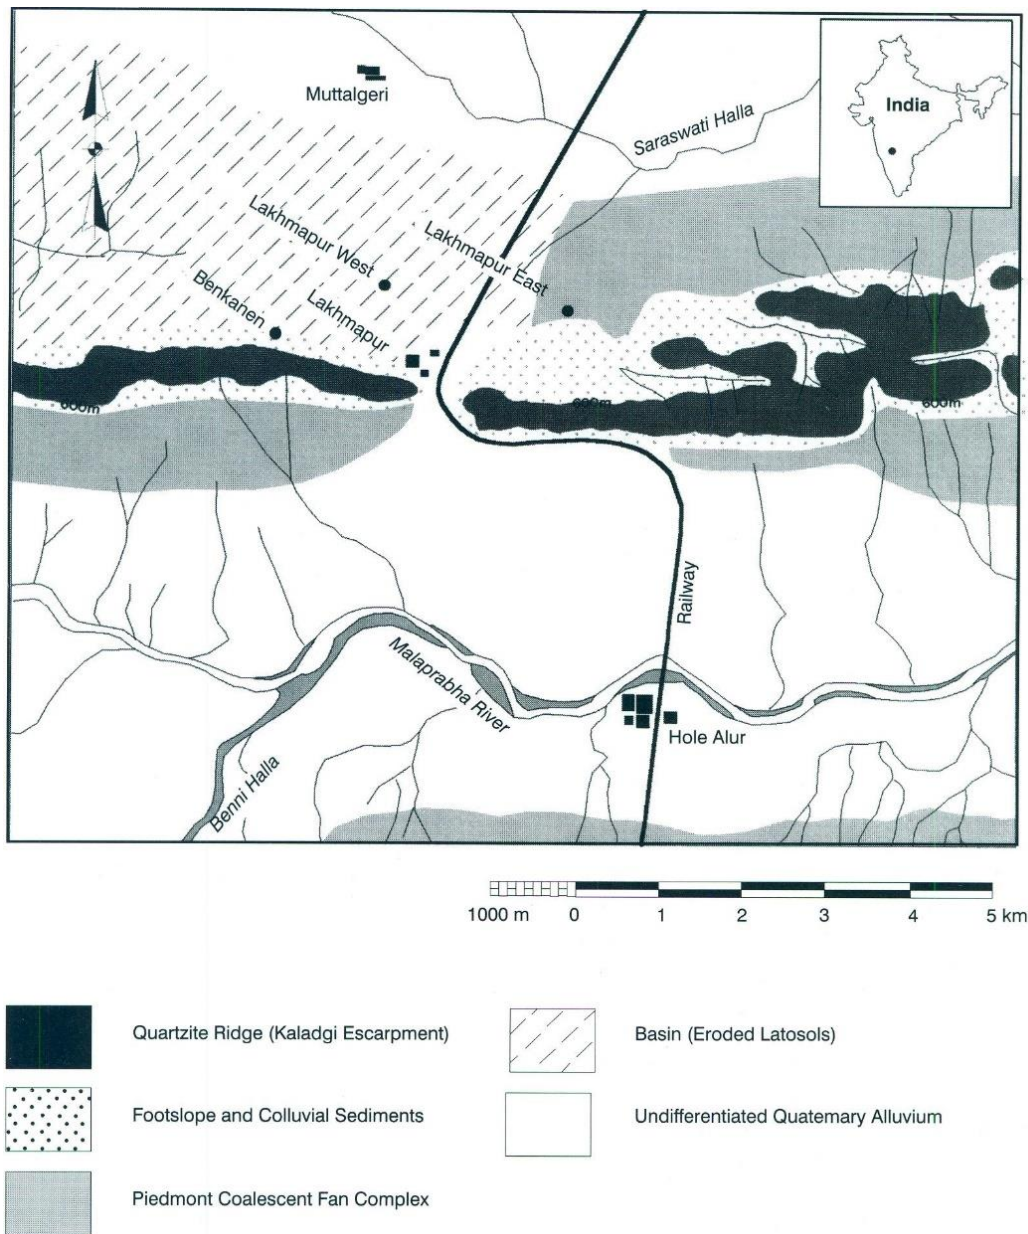 Muttalgeri
Saraswati Halla
India
Lakhmapur West
Lakhmapur East
Benkanen
Lakhmapur
600m
600m
600m
Railway
Malaprabha River
Hole Alur
Benni Halla
1000 m 0 1 2 3 4 5 km
Quartzite Ridge (Kaladgi Escarpment)
Basin (Eroded Latosols)
Footslope and Colluvial Sediments
Undifferentiated Quatemary Alluvium
Piedmont Coalescent Fan Complex